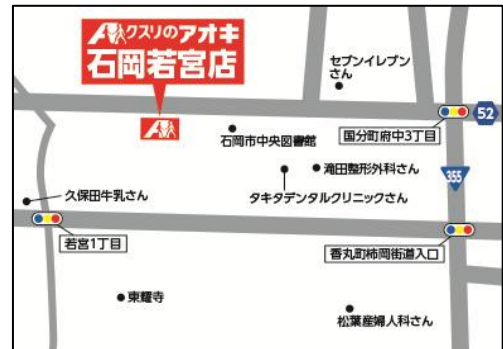 クスリのアオキ
石岡若宮店
セブンイレブン
さん
国分町府中3丁目
52
石岡市中央図書館
滝田整形外科さん
355
タキタデンタルクリニックさん
久保田牛乳さん
若宮1丁目
香丸町柿岡街道入口
東耀寺
松葉産婦人科さん